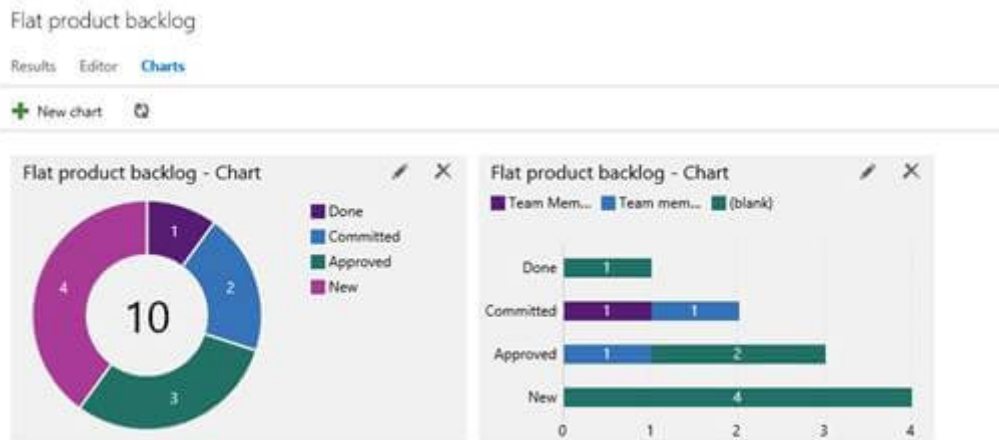 Flat product backlog
Results Editor Charts
New chart
Flat product backlog - Chart
Done
Committed
Approved
New
1
2
3
4
10
Flat product backlog - Chart
Team Mem... Team mem... (blank)
Done 1
Committed 1 1
Approved 1 2
New 4
0 1 2 3 4